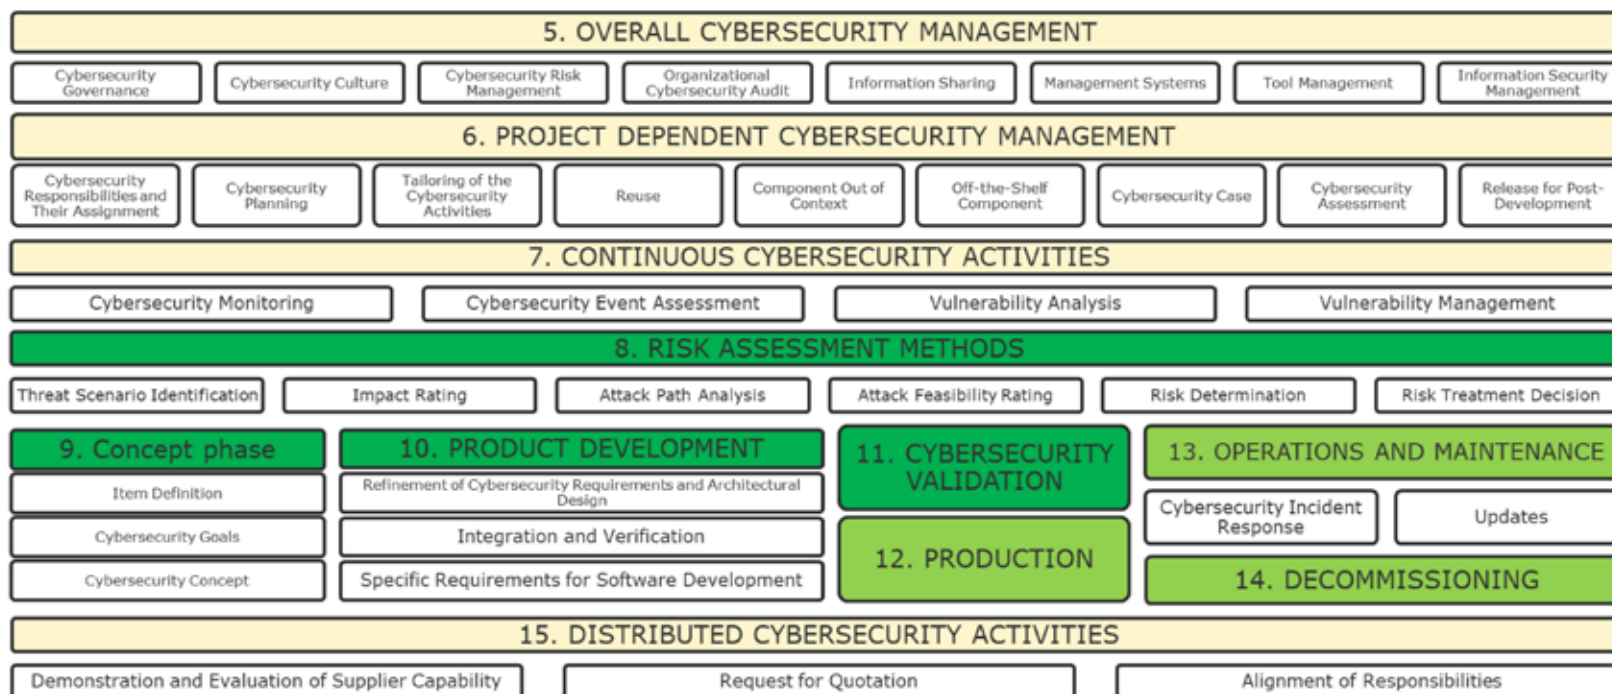 5. OVERALL CYBERSECURITY MANAGEMENT
Cybersecurity
Governance
Cybersecurity Culture
Cybersecurity Risk
Management
Organizational
Cybersecurity Audit
Information Sharing
Management Systems
Tool Management
Information Security
Management
6. PROJECT DEPENDENT CYBERSECURITY MANAGEMENT
Cybersecurity
Responsibilities and
Their Assignment
Cybersecurity
Planning
Tailoring of the
Cybersecurity
Activities
Reuse
Component Out of
Context
Off-the-Shelf
Component
Cybersecurity Case
Cybersecurity
Assessment
Release for Post-
Development
7. CONTINUOUS CYBERSECURITY ACTIVITIES
Cybersecurity Monitoring
Cybersecurity Event Assessment
Vulnerability Analysis
Vulnerability Management
8. RISK ASSESSMENT METHODS
Threat Scenario Identification
Impact Rating
Attack Path Analysis
Attack Feasibility Rating
Risk Determination
Risk Treatment Decision
9. Concept phase
Item Definition
Cybersecurity Goals
Cybersecurity Concept
10. PRODUCT DEVELOPMENT
Refinement of Cybersecurity Requirements and Architectural
Design
Integration and Verification
Specific Requirements for Software Development
11. CYBERSECURITY
VALIDATION
12. PRODUCTION
13. OPERATIONS AND MAINTENANCE
Cybersecurity Incident
Response
Updates
14. DECOMMISSIONING
15. DISTRIBUTED CYBERSECURITY ACTIVITIES
Demonstration and Evaluation of Supplier Capability
Request for Quotation
Alignment of Responsibilities